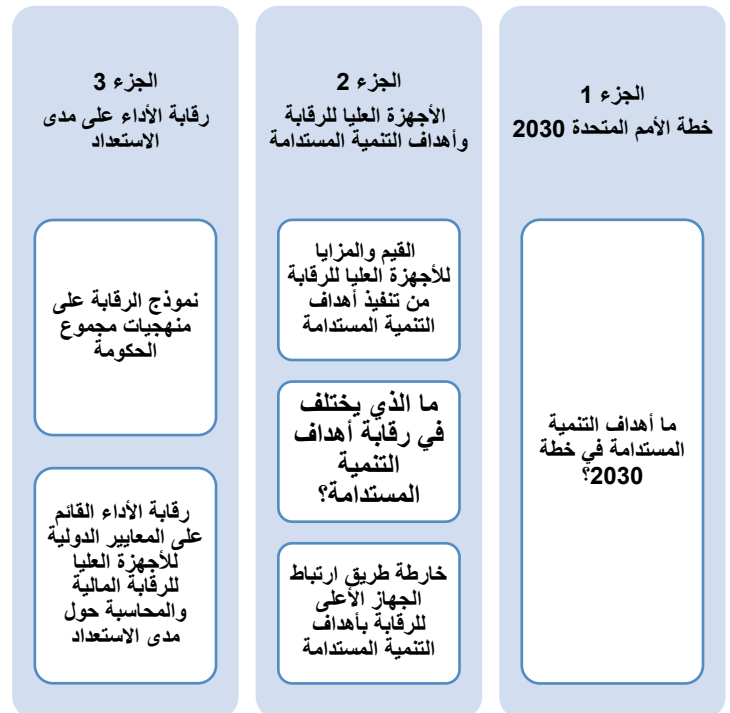 الجزء 1
خطة الأمم المتحدة 2030
ما أهداف التنمية
المستدامة في خطة
2030؟
الجزء 2
الأجهزة العليا للرقابة
وأهداف التنمية المستدامة
القيم والمزايا
للأجهزة العليا للرقابة
من تنفيذ أهداف
التنمية المستدامة
ما الذي يختلف
في رقابة أهداف
التنمية
المستدامة؟
خارطة طريق ارتباط
الجهاز الأعلى
للرقابة بأهداف
التنمية المستدامة
الجزء 3
رقابة الأداء على مدى
الاستعداد
نموذج الرقابة على
منهجيات مجموع
الحكومة
رقابة الأداء القائم
على المعايير الدولية
للأجهزة العليا
للرقابة المالية
والمحاسبة حول
مدى الاستعداد